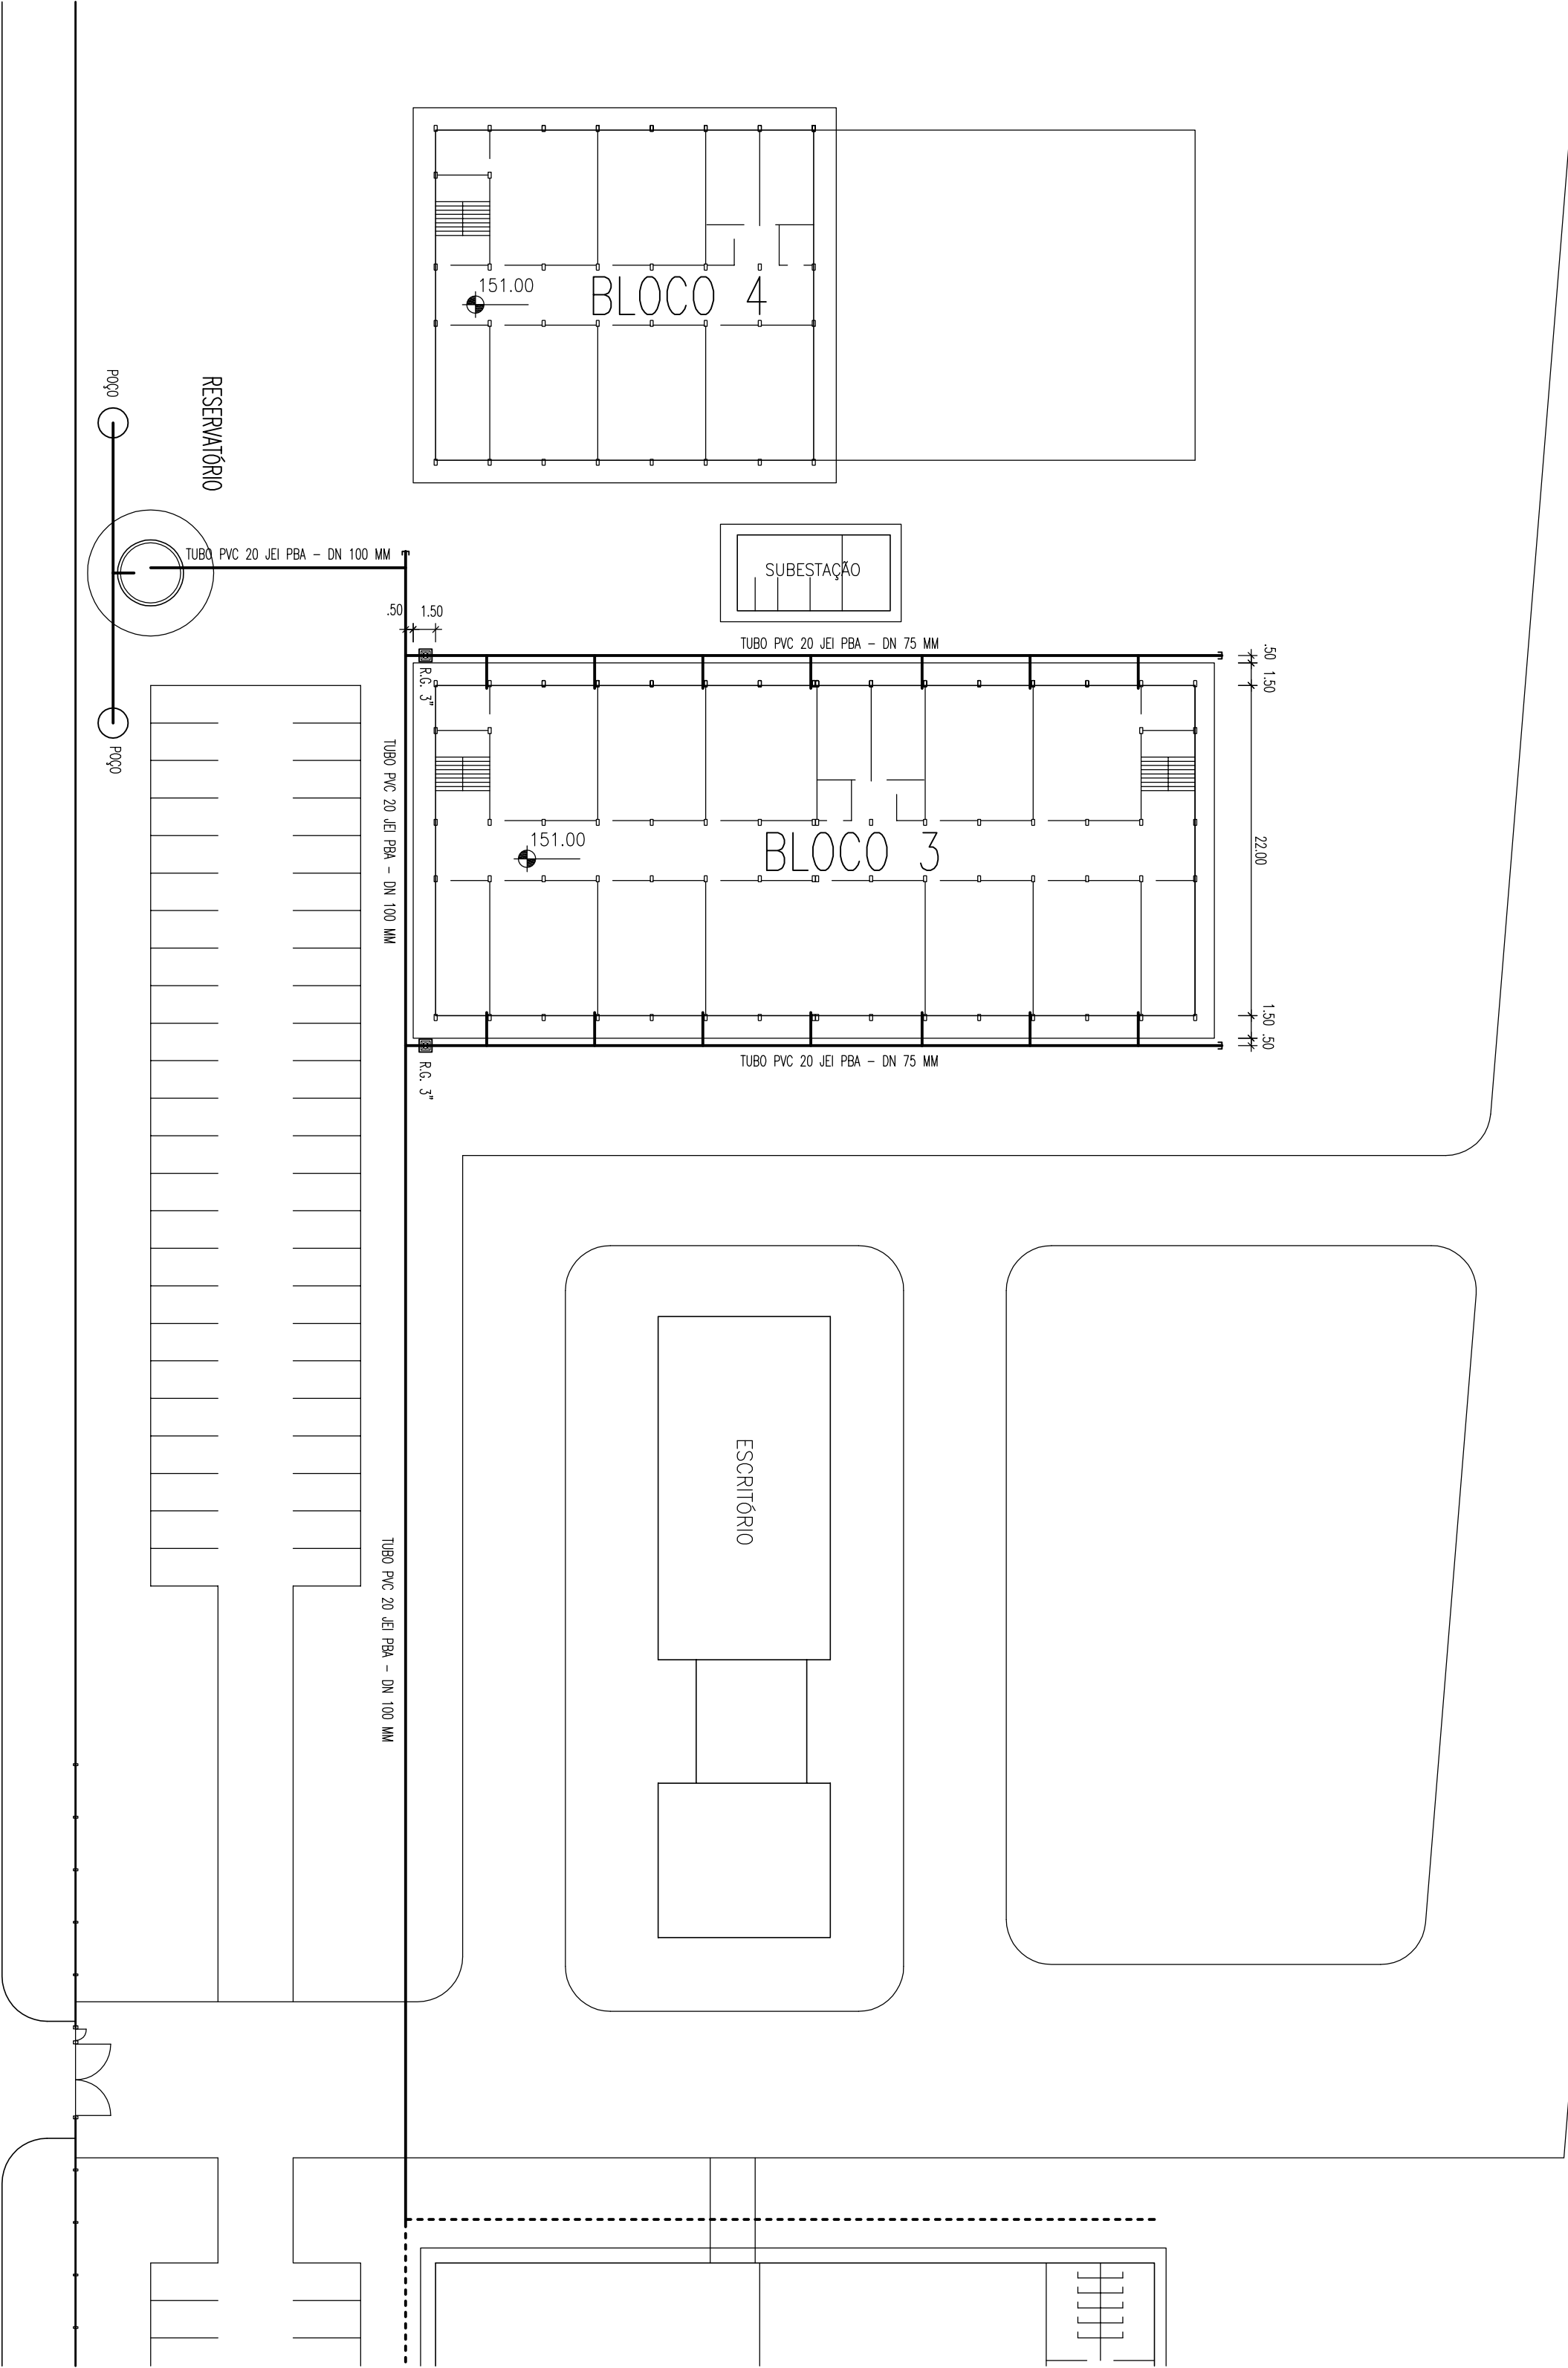 151.00
BLOCO 4
POÇO
RESERVATÓRIO
TUBO PVC 20 JEI PBA – DN 100 MM
SUBESTAÇÃO
.50
1.50
TUBO PVC 20 JEI PBA – DN 75 MM
.50
1.50
R.G. 3"
POÇO
TUBO PVC 20 JEI PBA – DN 100 MM
151.00
BLOCO 3
22.00
1.50
.50
R.G. 3"
TUBO PVC 20 JEI PBA – DN 75 MM
ESCRITÓRIO
TUBO PVC 20 JEI PBA – DN 100 MM